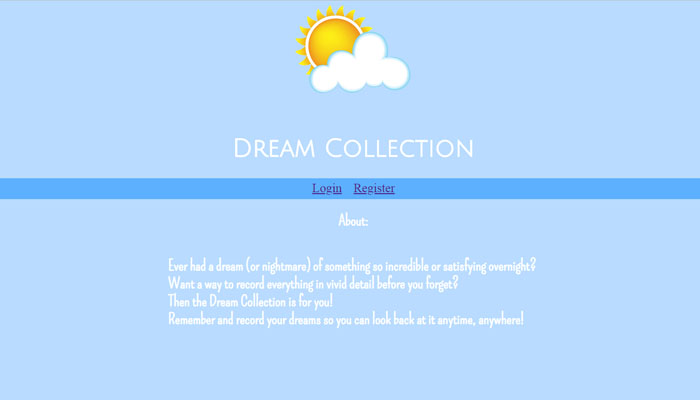 Dream Collection
Login Register
About:
Ever had a dream (or nightmare) of something so incredible or satisfying overnight?
Want a way to record everything in vivid detail before you forget?
Then the Dream Collection is for you!
Remember and record your dreams so you can look back at it anytime, anywhere!